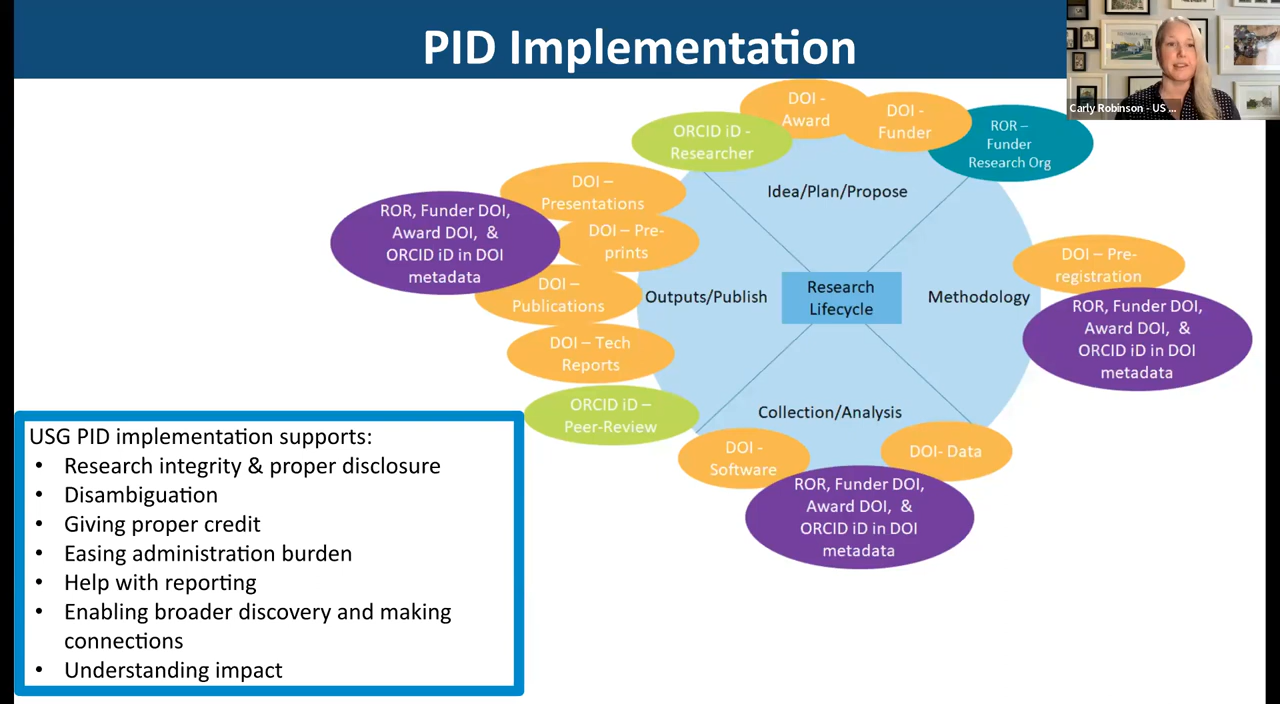 PID Implementation
Carly Robinson - US ...
DOI -
Award
DOI -
Funder
ROR –
Funder
Research Org
ORCID iD -
Researcher
Idea/Plan/Propose
DOI –
Presentations
ROR, Funder DOI,
Award DOI, &
ORCID iD in DOI
metadata
DOI – Pre-
prints
DOI –
Publications
Outputs/Publish
Research
Lifecycle
Methodology
DOI – Pre-
registration
ROR, Funder DOI,
Award DOI, &
ORCID iD in DOI
metadata
DOI – Tech
Reports
ORCID iD –
Peer-Review
Collection/Analysis
DOI -
Software
DOI- Data
ROR, Funder DOI,
Award DOI, &
ORCID iD in DOI
metadata
USG PID implementation supports:
• Research integrity & proper disclosure
• Disambiguation
• Giving proper credit
• Easing administration burden
• Help with reporting
• Enabling broader discovery and making
connections
• Understanding impact